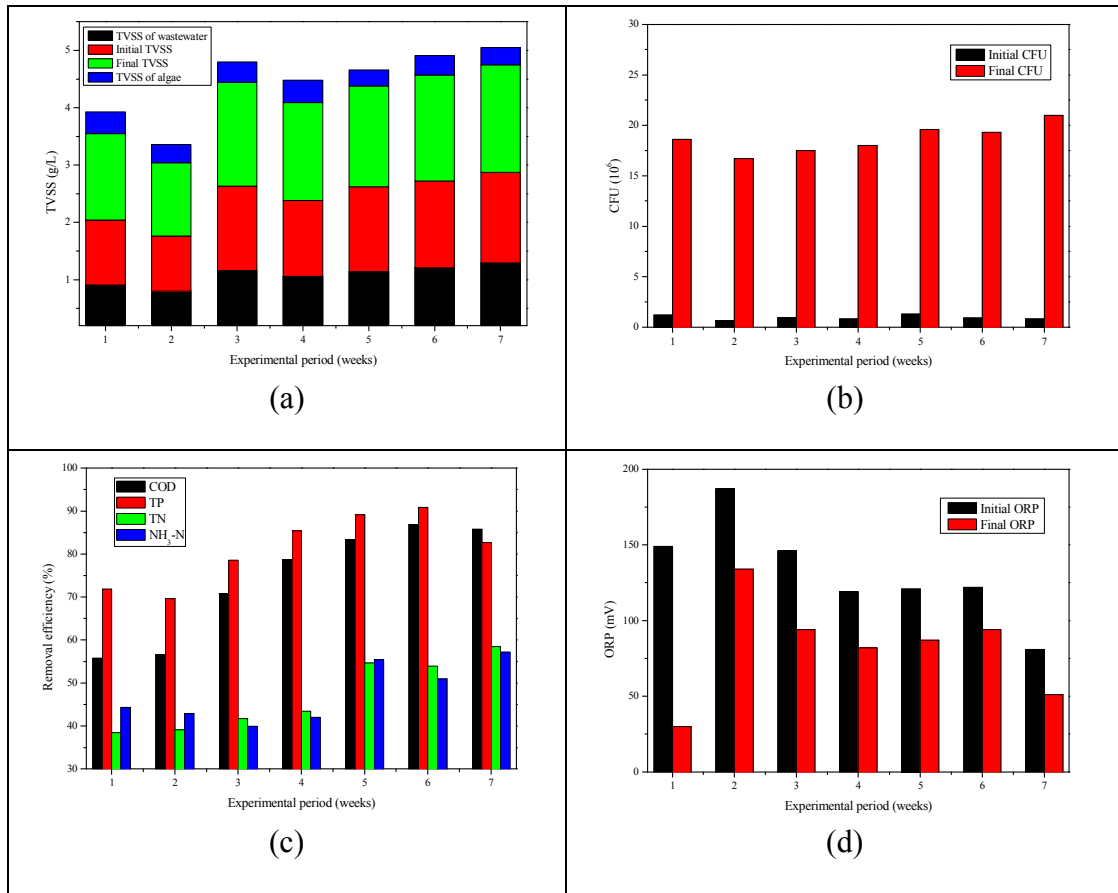 TVSS of wastewater
Initial TVSS
Final TVSS
TVSS of algae
5
4
3
2
1
TVSS (g/L)
1 2 3 4 5 6 7
Experimental period (weeks)
(a)
Initial CFU
Final CFU
30
25
20
15
10
5
0
CFU (10⁶)
1 2 3 4 5 6 7
Experimental period (weeks)
(b)
COD
TP
TN
NH₃-N
100
90
80
70
60
50
40
30
Removal efficiency (%)
1 2 3 4 5 6 7
Experimental period (weeks)
(c)
Initial ORP
Final ORP
200
150
100
50
0
ORP (mV)
1 2 3 4 5 6 7
Experimental period (weeks)
(d)